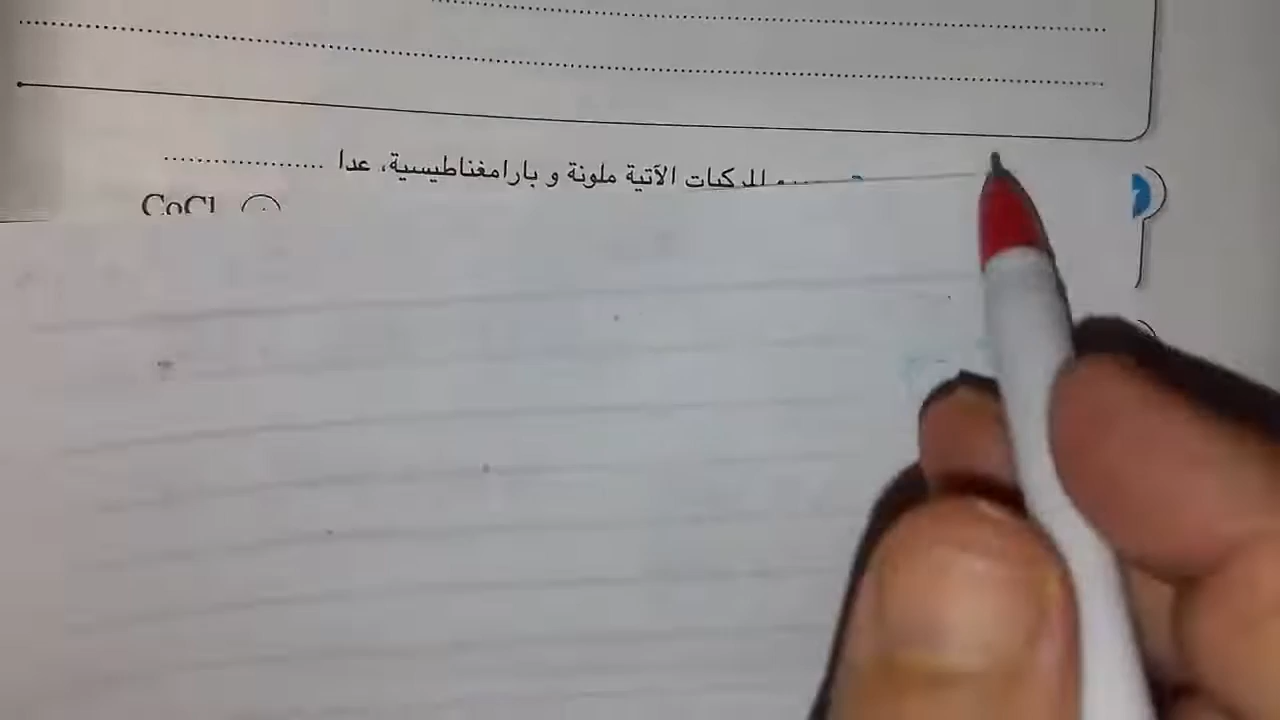 المركبات الآتية ملونة و بارامغناطيسية، عدا ....................
CoCl